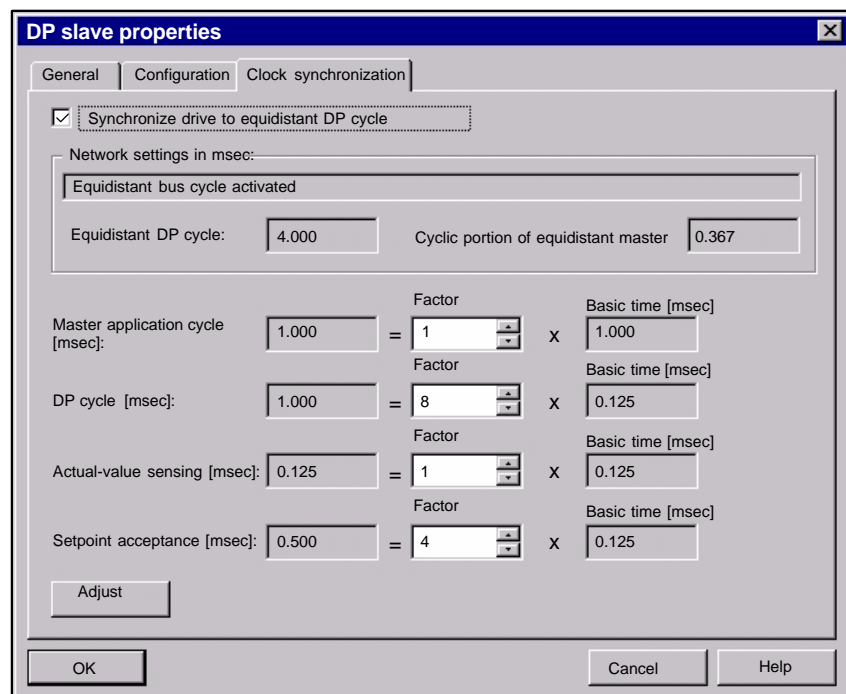 DP slave properties
General Configuration Clock synchronization
Synchronize drive to equidistant DP cycle
Network settings in msec:
Equidistant bus cycle activated
Equidistant DP cycle: 4.000 Cyclic portion of equidistant master 0.367
Factor Basic time [msec]
Master application cycle [msec]: 1.000 = 1 x 1.000
Factor Basic time [msec]
DP cycle [msec]: 1.000 = 8 x 0.125
Factor Basic time [msec]
Actual-value sensing [msec]: 0.125 = 1 x 0.125
Factor Basic time [msec]
Setpoint acceptance [msec]: 0.500 = 4 x 0.125
Adjust
OK Cancel Help